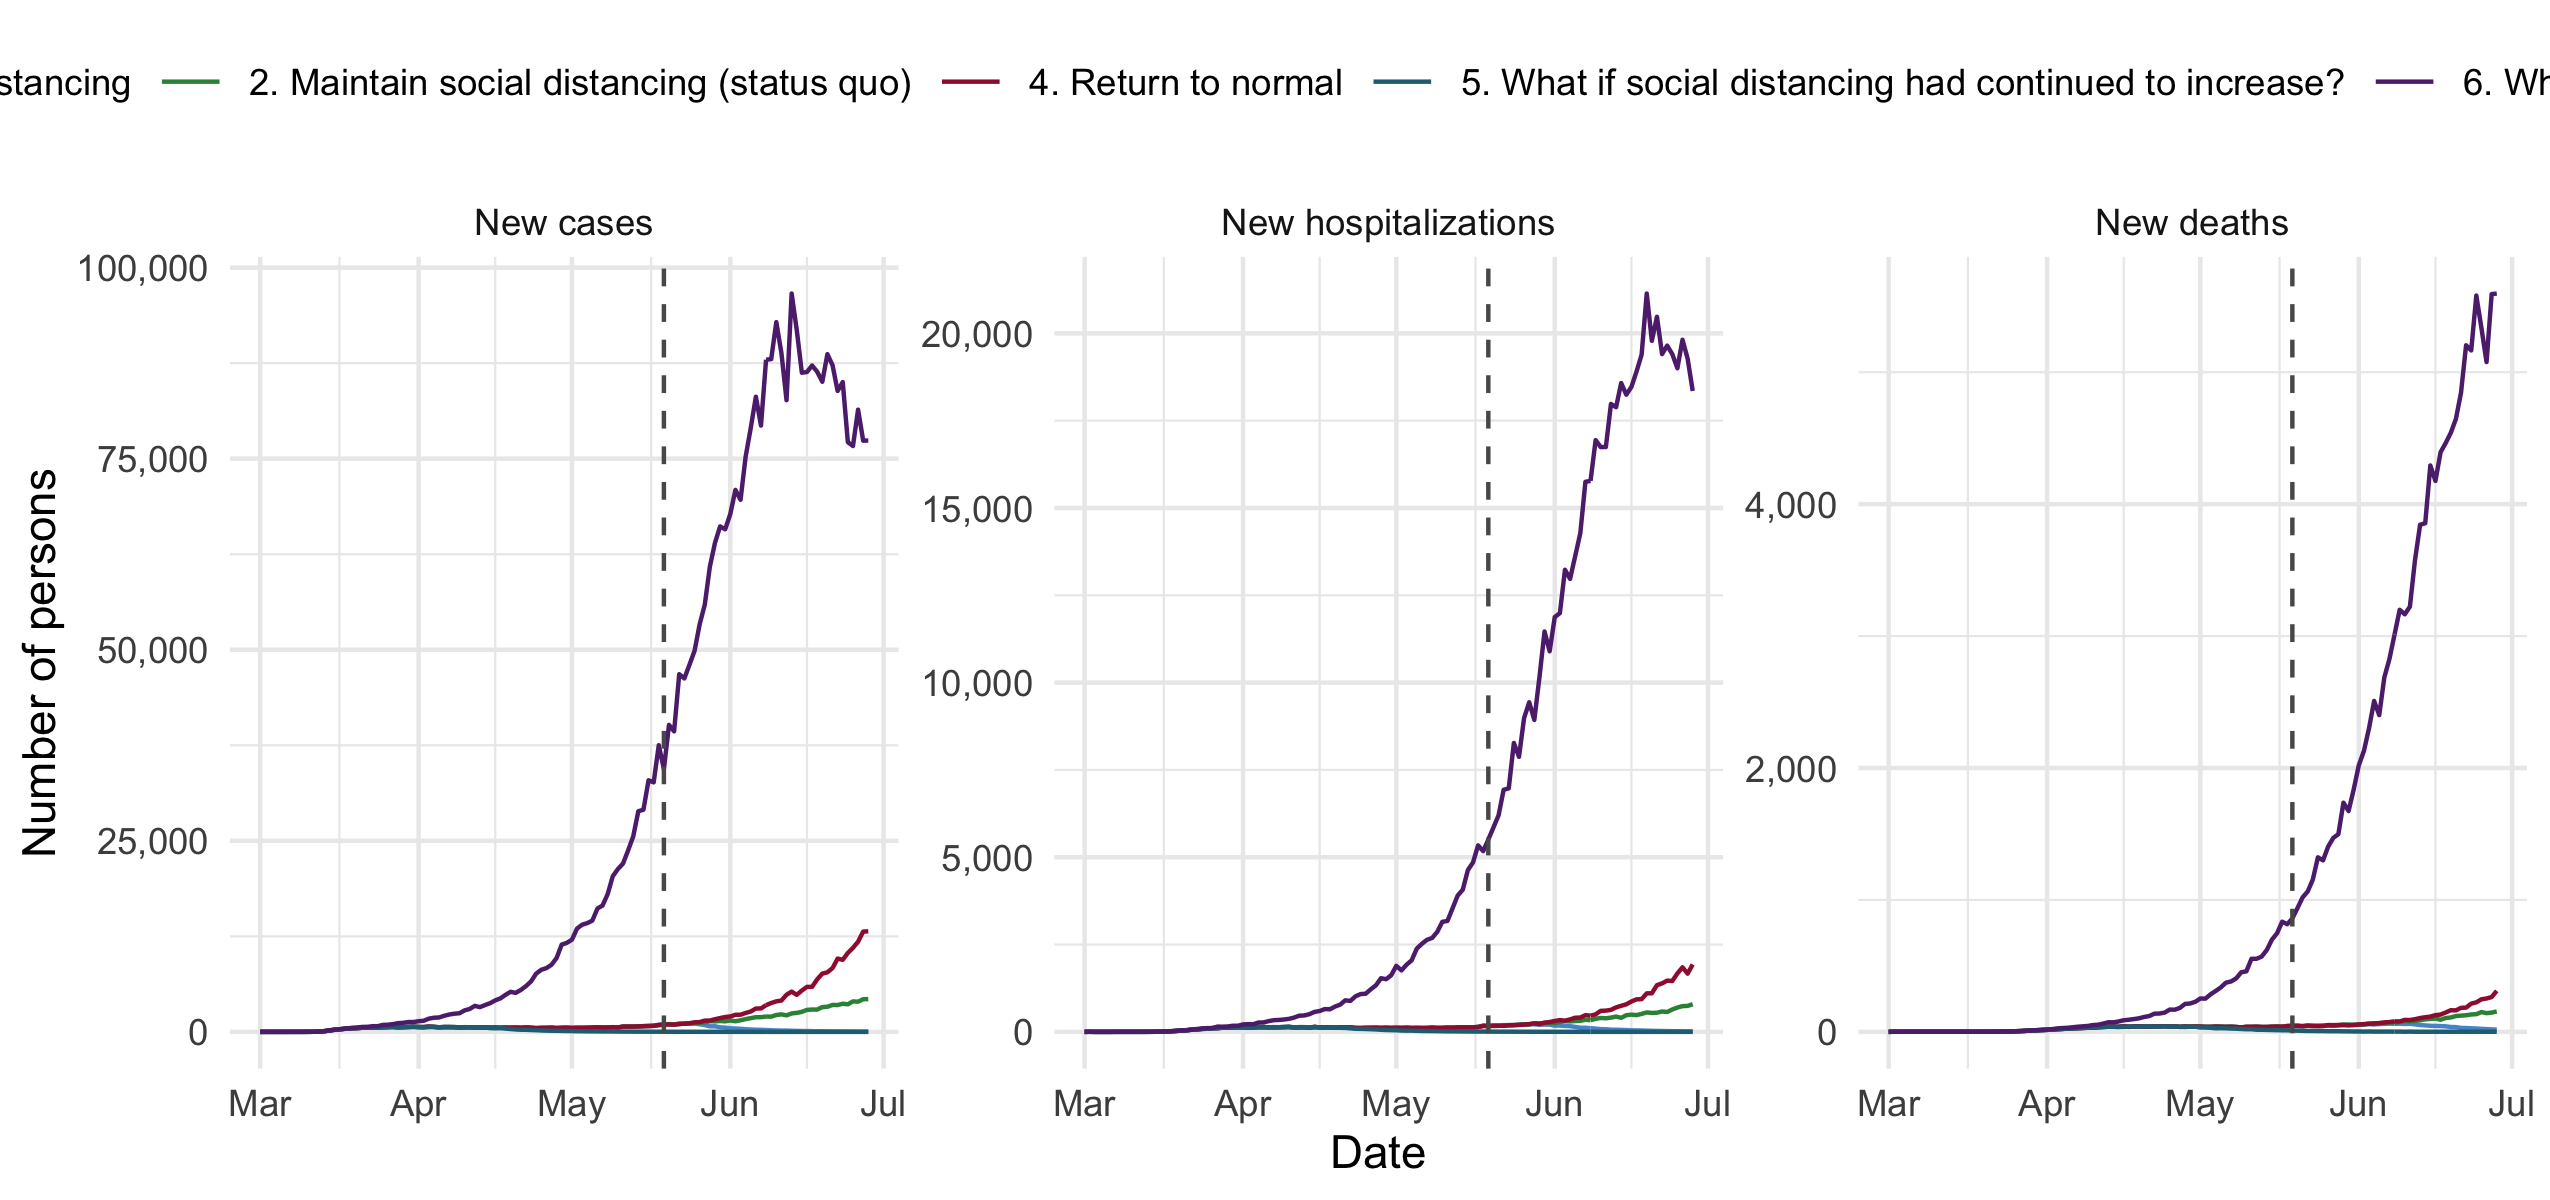 stancing 2. Maintain social distancing (status quo) 4. Return to normal 5. What if social distancing had continued to increase? 6. Wh
New cases New hospitalizations New deaths
Number of persons
100,000
75,000
50,000
25,000
0
Mar Apr May Jun Jul
20,000
15,000
10,000
5,000
0
Mar Apr May Jun Jul
4,000
2,000
0
Mar Apr May Jun Jul
Date